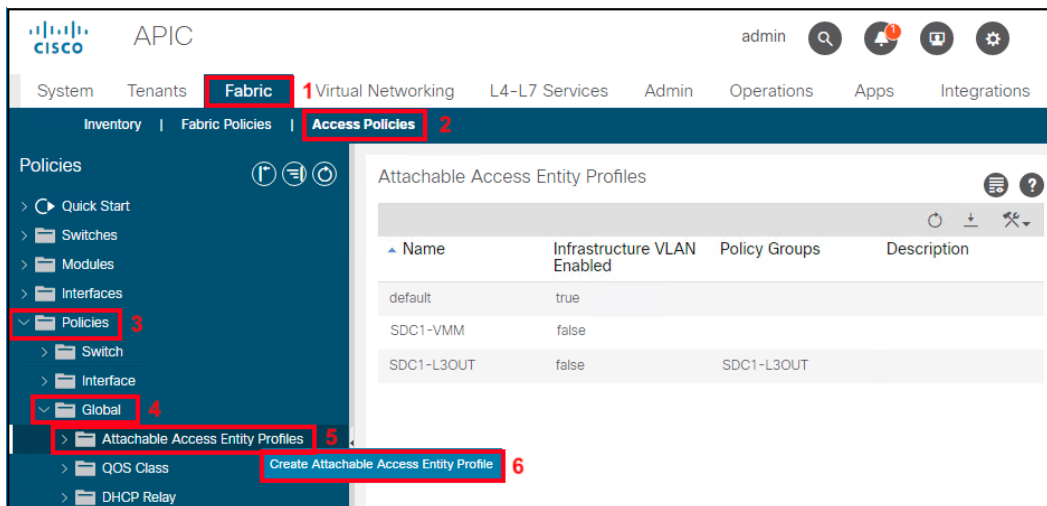 CISCO
APIC
admin
1
System Tenants Fabric 1 Virtual Networking L4-L7 Services Admin Operations Apps Integrations
Inventory | Fabric Policies | Access Policies 2
Policies
Quick Start
Switches
Modules
Interfaces
Policies 3
Switch
Interface
Global 4
Attachable Access Entity Profiles 5
QOS Class
DHCP Relay
Create Attachable Access Entity Profile 6
Attachable Access Entity Profiles
?
Name Infrastructure VLAN Enabled Policy Groups Description
default true
SDC1-VMM false
SDC1-L3OUT false SDC1-L3OUT